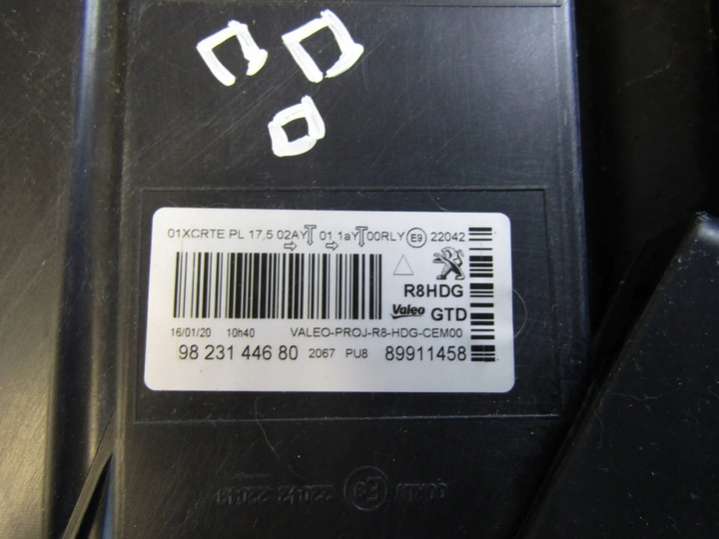 01XCRTE PL 17,5 02AY 01 1aY 00RLY E9 22042
R8HDG
Valeo GTD
16/01/20 10h40 VALEO-PROJ-R8-HDG-CEM00
98 231 446 80 2067 PU8 89911458